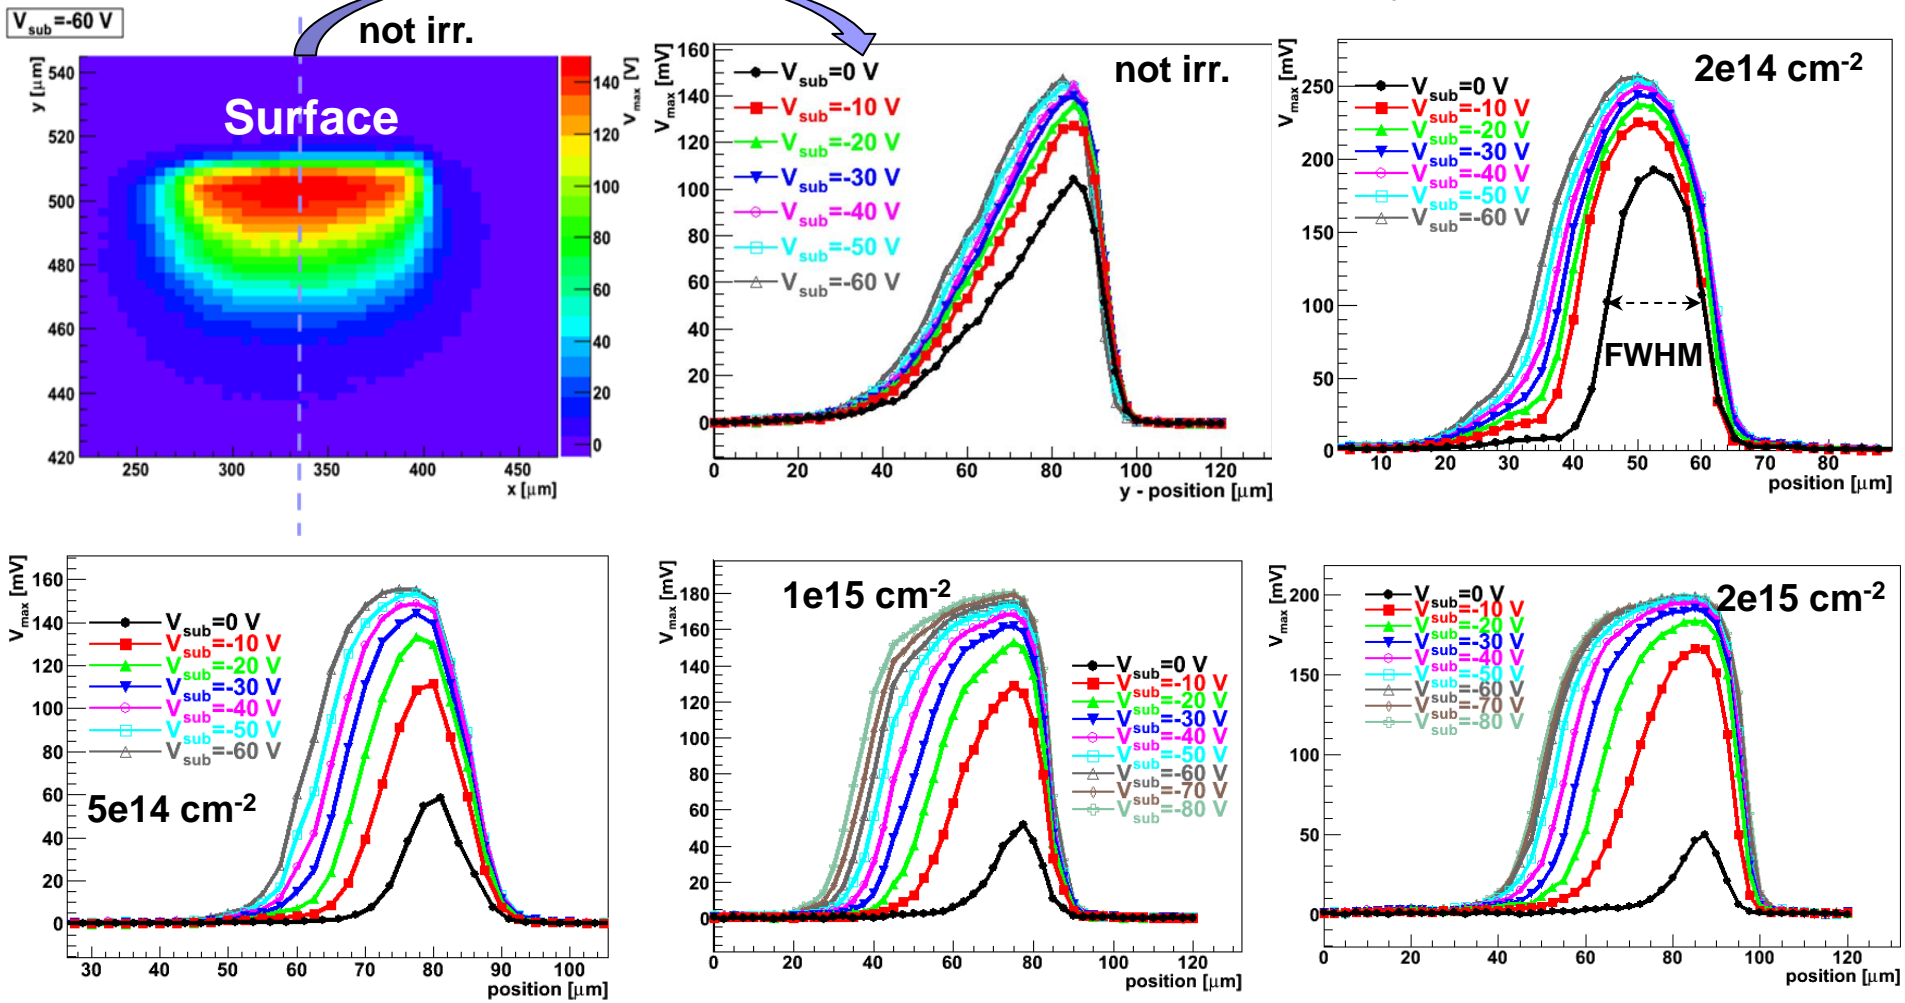 V_sub=-60 V
not irr.
Surface
y [μm]
540
520
500
480
460
440
420
250 300 350 400 450
x [μm]
V_max [V]
140
120
100
80
60
40
20
0
not irr.
V_max [mV]
160
140
120
100
80
60
40
20
0
V_sub=0 V
V_sub=-10 V
V_sub=-20 V
V_sub=-30 V
V_sub=-40 V
V_sub=-50 V
V_sub=-60 V
0 20 40 60 80 100 120
y - position [μm]
2e14 cm⁻²
V_max [mV]
250
200
150
100
50
0
V_sub=0 V
V_sub=-10 V
V_sub=-20 V
V_sub=-30 V
V_sub=-40 V
V_sub=-50 V
V_sub=-60 V
FWHM
10 20 30 40 50 60 70 80
position [μm]
V_max [mV]
160
140
120
100
80
60
40
20
0
V_sub=0 V
V_sub=-10 V
V_sub=-20 V
V_sub=-30 V
V_sub=-40 V
V_sub=-50 V
V_sub=-60 V
5e14 cm⁻²
30 40 50 60 70 80 90 100
position [μm]
1e15 cm⁻²
V_max [mV]
180
160
140
120
100
80
60
40
20
0
V_sub=0 V
V_sub=-10 V
V_sub=-20 V
V_sub=-30 V
V_sub=-40 V
V_sub=-50 V
V_sub=-60 V
V_sub=-70 V
V_sub=-80 V
0 20 40 60 80 100 120
position [μm]
2e15 cm⁻²
V_max [mV]
200
150
100
50
0
V_sub=0 V
V_sub=-10 V
V_sub=-20 V
V_sub=-30 V
V_sub=-40 V
V_sub=-50 V
V_sub=-60 V
V_sub=-70 V
V_sub=-80 V
0 20 40 60 80 100 120
position [μm]